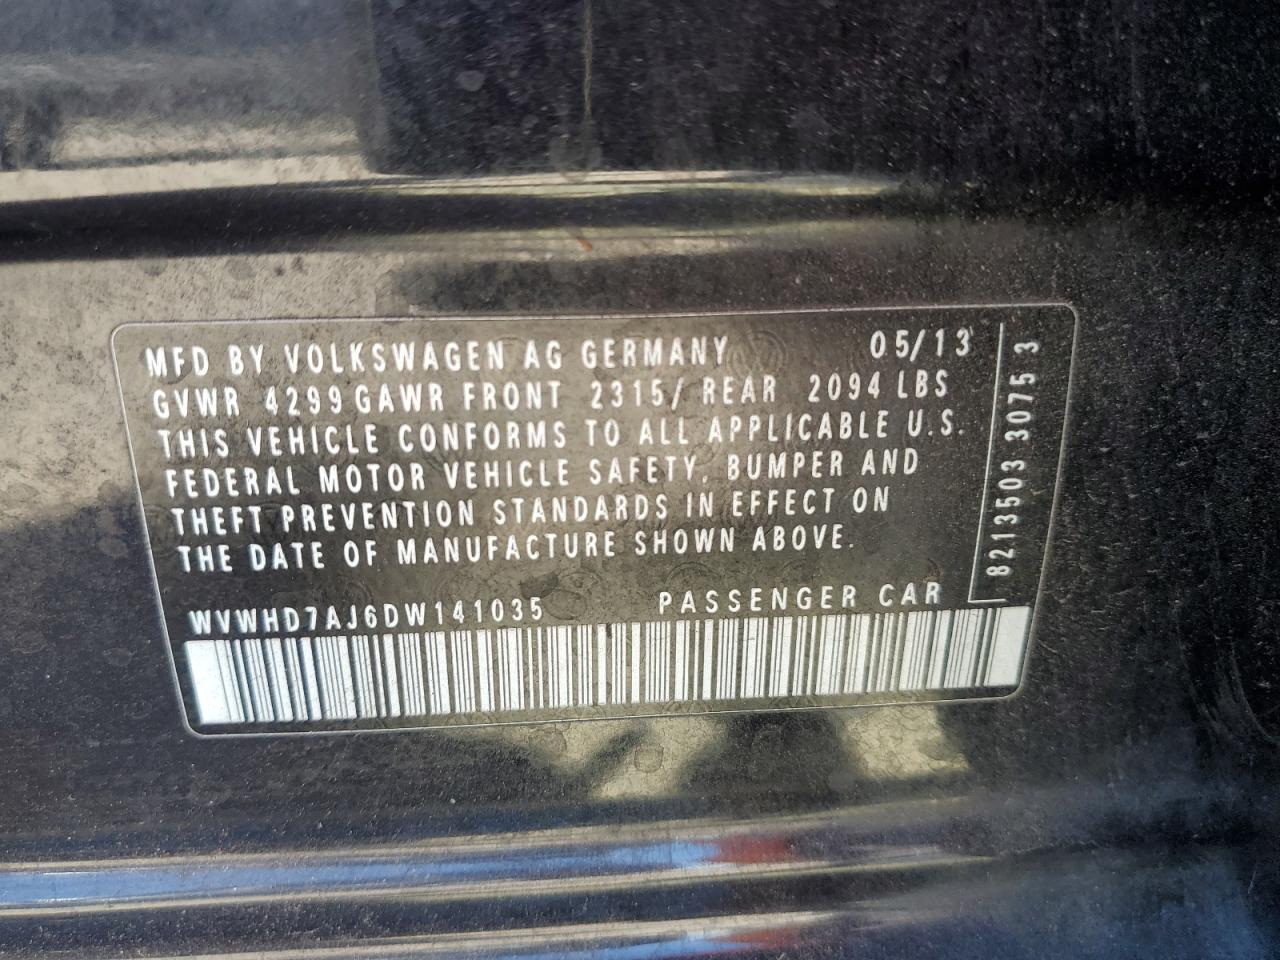 MFD BY VOLKSWAGEN AG GERMANY 05/13
GVWR 4299 GAWR FRONT 2315/ REAR 2094 LBS
THIS VEHICLE CONFORMS TO ALL APPLICABLE U.S.
FEDERAL MOTOR VEHICLE SAFETY, BUMPER AND
THEFT PREVENTION STANDARDS IN EFFECT ON
THE DATE OF MANUFACTURE SHOWN ABOVE.
WVWHD7AJ6DW141035 PASSENGER CAR
8213503 3075 3